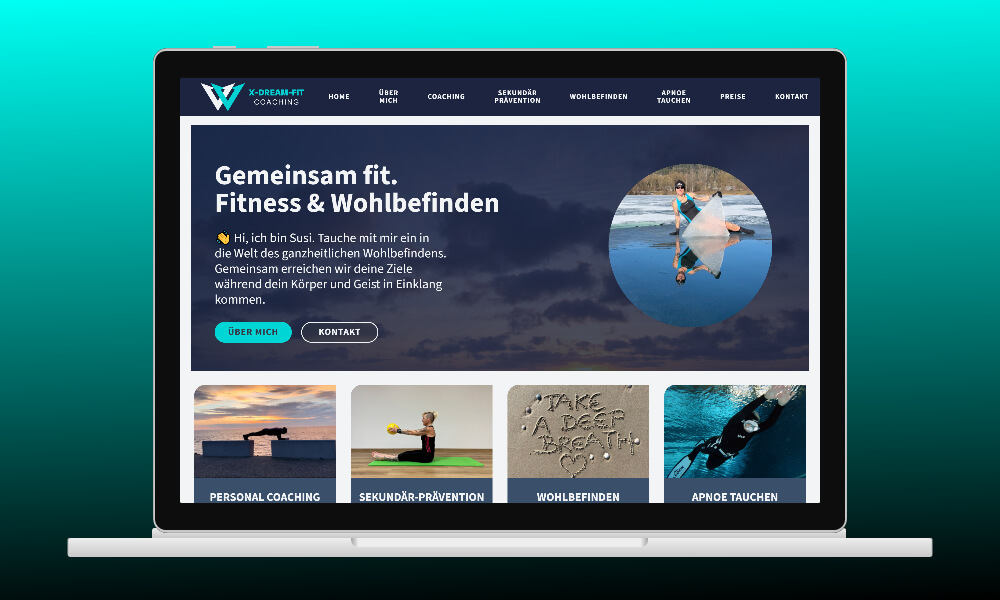 X-DREAM-FIT
COACHING
HOME
ÜBER
MICH
COACHING
SEKUNDÄR
PRÄVENTION
WOHLBEFINDEN
APNOE
TAUCHEN
PREISE
KONTAKT
Gemeinsam fit.
Fitness & Wohlbefinden
👋 Hi, ich bin Susi. Tauche mit mir ein in
die Welt des ganzheitlichen Wohlbefindens.
Gemeinsam erreichen wir deine Ziele
während dein Körper und Geist in Einklang
kommen.
ÜBER MICH
KONTAKT
TAKE
A DEEP
BREATH
PERSONAL COACHING
SEKUNDÄR-PRÄVENTION
WOHLBEFINDEN
APNOE TAUCHEN